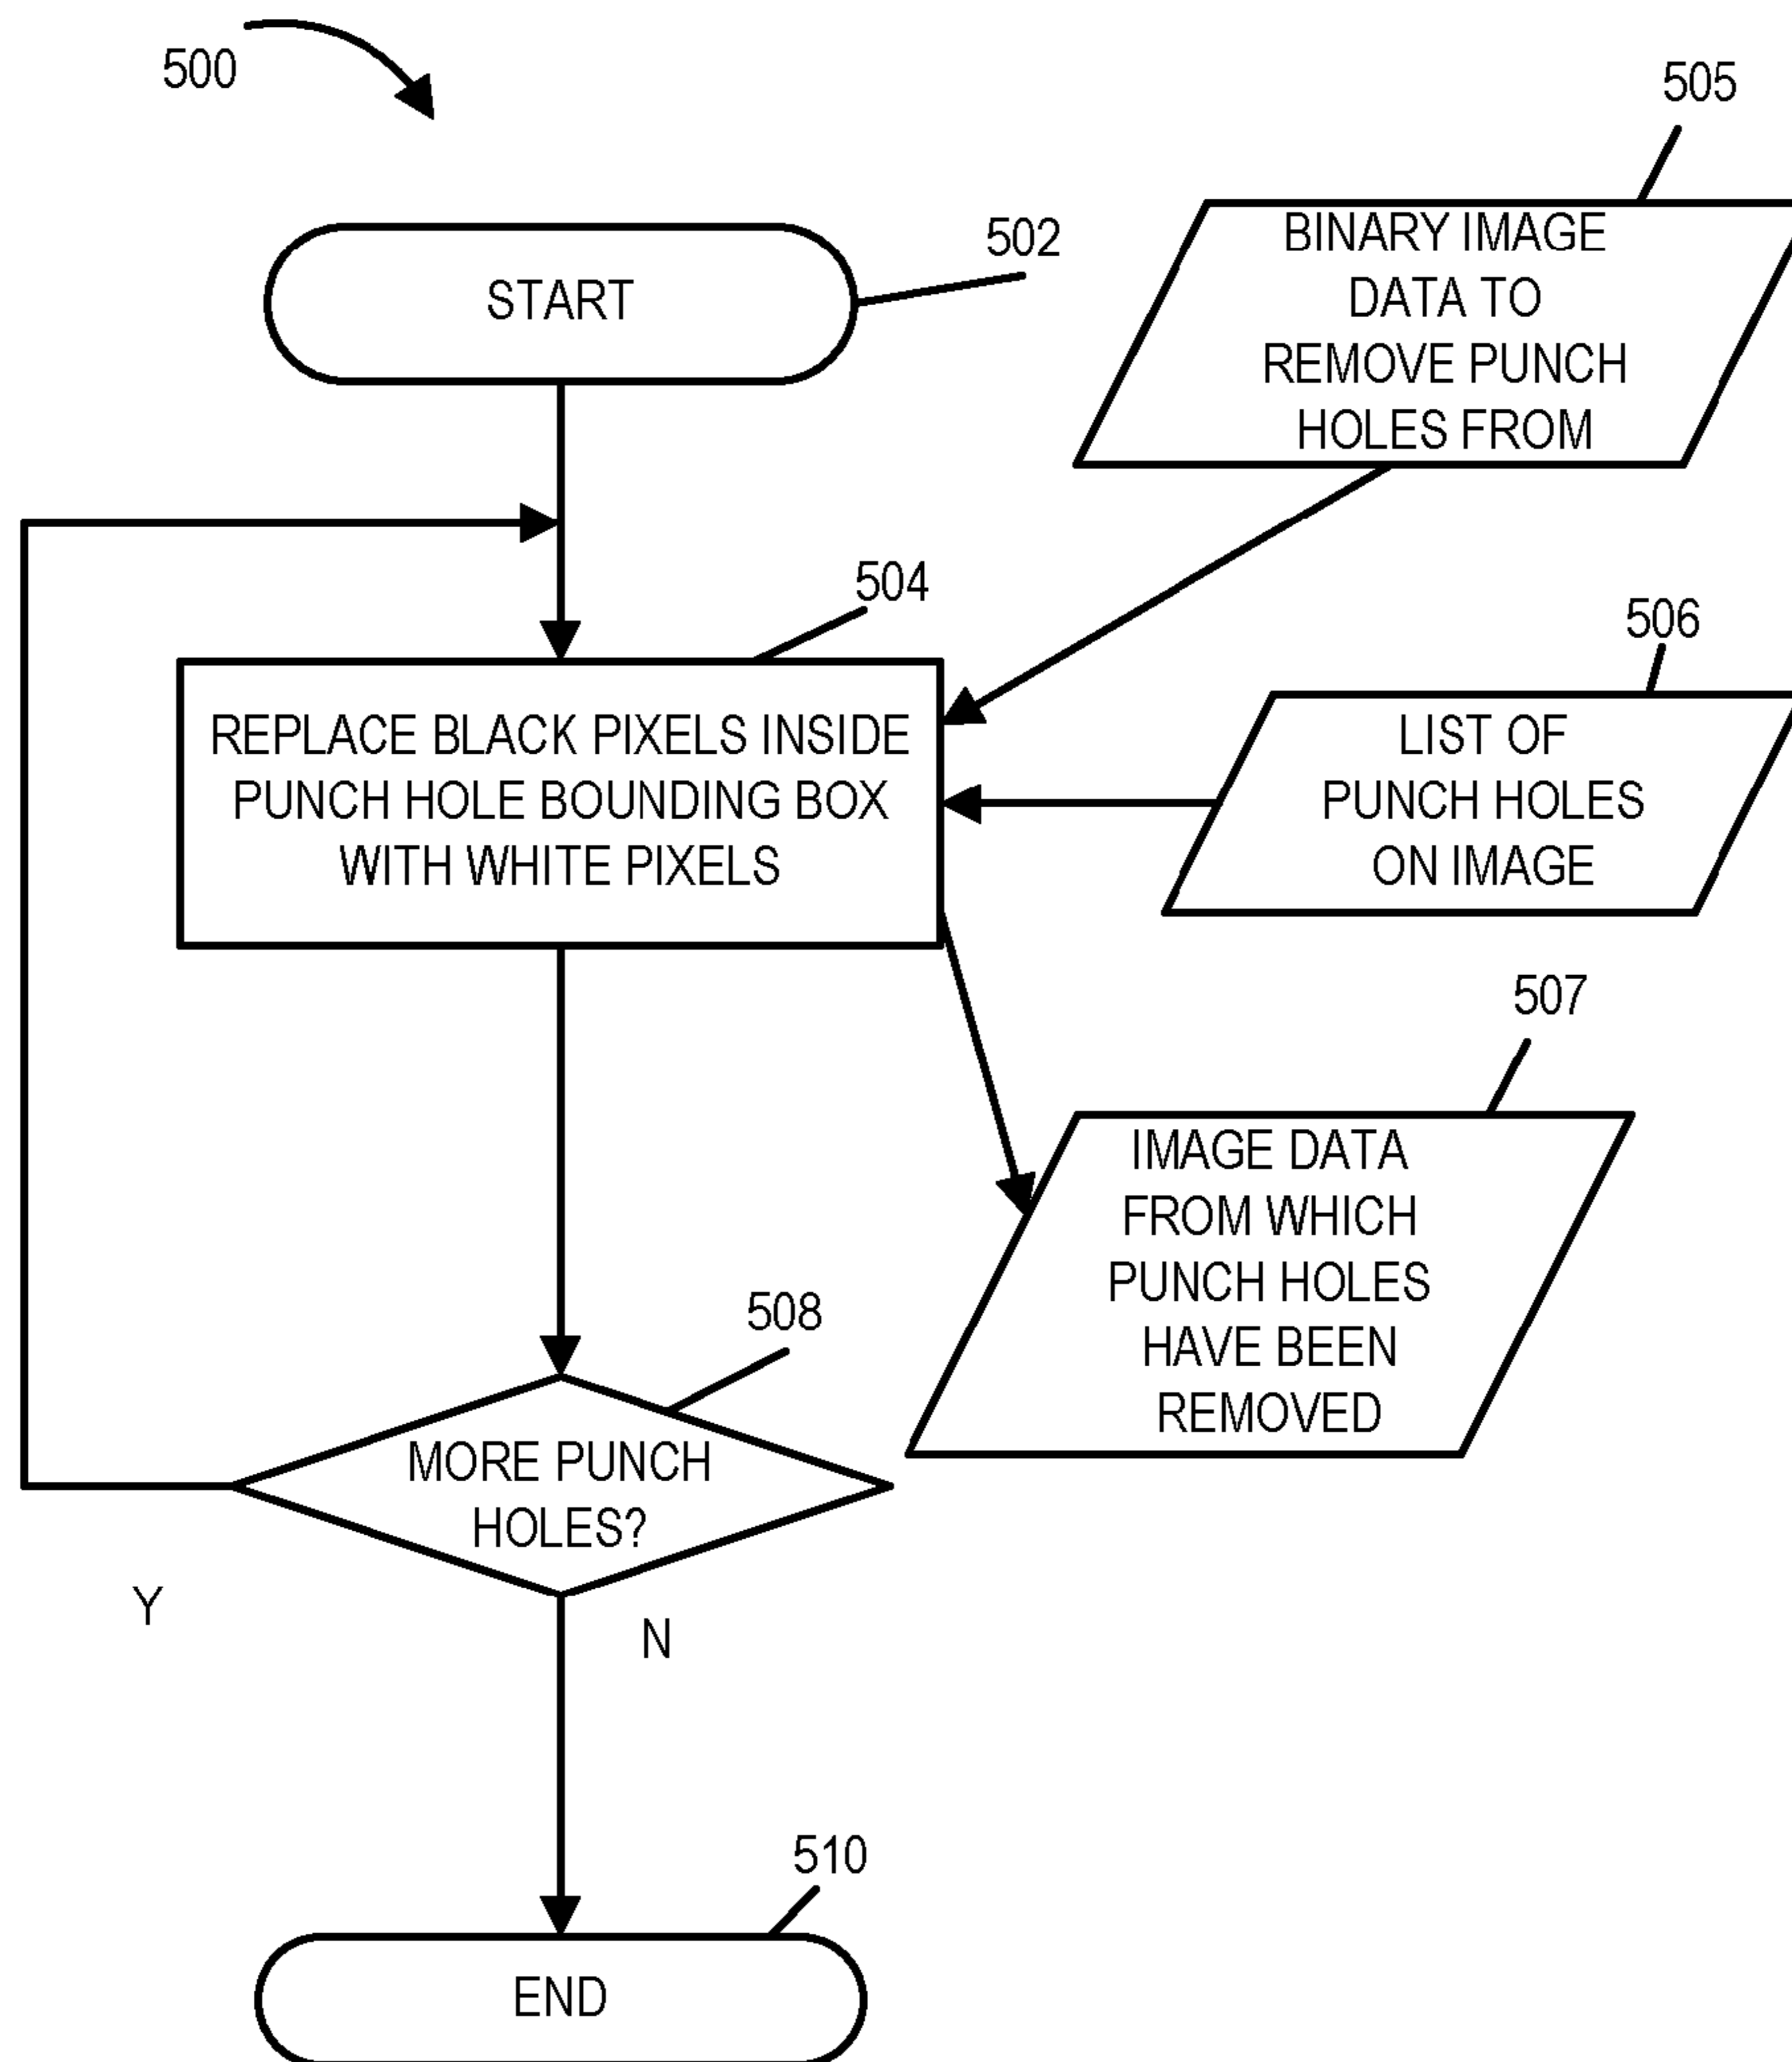 500
505
502
START
BINARY IMAGE
DATA TO
REMOVE PUNCH
HOLES FROM
504
506
REPLACE BLACK PIXELS INSIDE
PUNCH HOLE BOUNDING BOX
WITH WHITE PIXELS
LIST OF
PUNCH HOLES
ON IMAGE
507
IMAGE DATA
FROM WHICH
PUNCH HOLES
HAVE BEEN
REMOVED
508
MORE PUNCH
HOLES?
Y
N
510
END